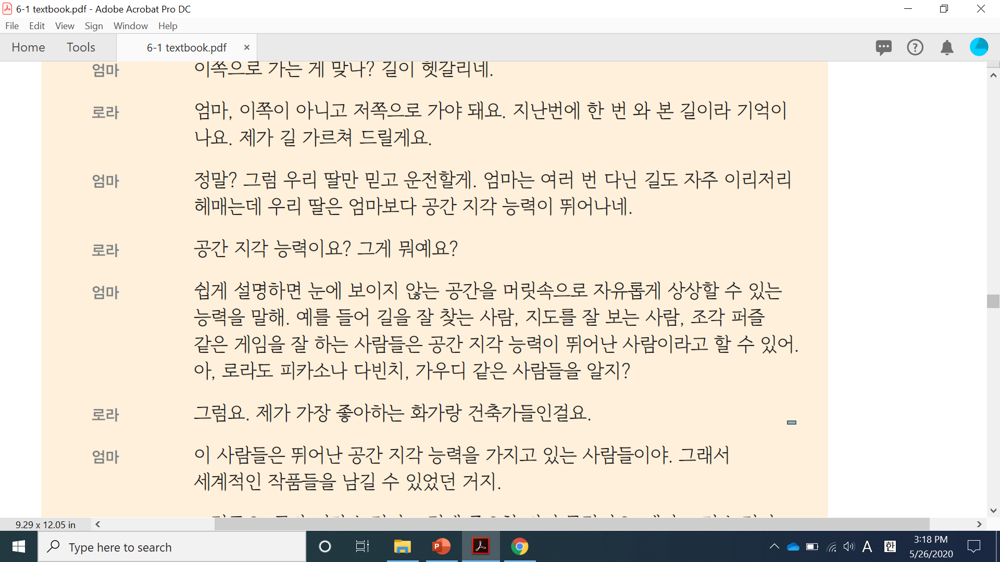 6-1 textbook.pdf - Adobe Acrobat Pro DC
File Edit View Sign Window Help
Home Tools 6-1 textbook.pdf ×
엄마 이쪽으로 가는 게 맞나? 길이 헷갈리네.
로라 엄마, 이쪽이 아니고 저쪽으로 가야 돼요. 지난번에 한 번 와 본 길이라 기억이
나요. 제가 길 가르쳐 드릴게요.
엄마 정말? 그럼 우리 딸만 믿고 운전할게. 엄마는 여러 번 다닌 길도 자주 이리저리
헤매는데 우리 딸은 엄마보다 공간 지각 능력이 뛰어나네.
로라 공간 지각 능력이요? 그게 뭐예요?
엄마 쉽게 설명하면 눈에 보이지 않는 공간을 머릿속으로 자유롭게 상상할 수 있는
능력을 말해. 예를 들어 길을 잘 찾는 사람, 지도를 잘 보는 사람, 조각 퍼즐
같은 게임을 잘 하는 사람들은 공간 지각 능력이 뛰어난 사람이라고 할 수 있어.
아, 로라도 피카소나 다빈치, 가우디 같은 사람들을 알지?
로라 그럼요. 제가 가장 좋아하는 화가랑 건축가들인걸요.
엄마 이 사람들은 뛰어난 공간 지각 능력을 가지고 있는 사람들이야. 그래서
세계적인 작품들을 남길 수 있었던 거지.
9.29 x 12.05 in
Type here to search
A 한 3:18 PM
5/26/2020